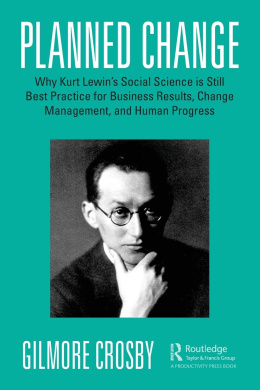 PLANNED CHANGE
Why Kurt Lewin's Social Science is Still
Best Practice for Business Results, Change
Management, and Human Progress
GILMORE CROSBY
Routledge
Taylor & Francis Group
A PRODUCTIVITY PRESS BOOK